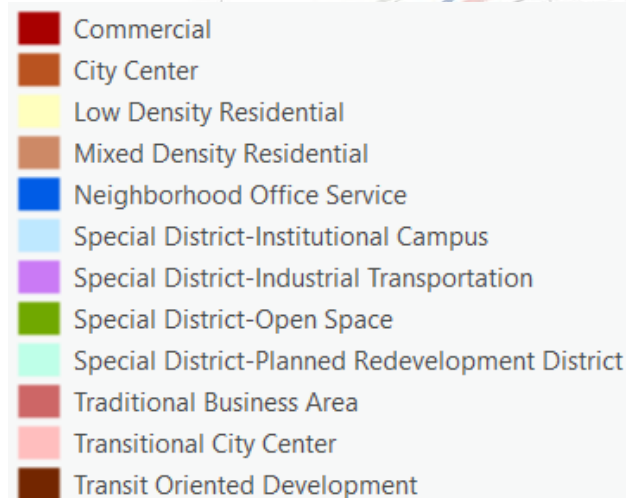 Commercial
City Center
Low Density Residential
Mixed Density Residential
Neighborhood Office Service
Special District-Institutional Campus
Special District-Industrial Transportation
Special District-Open Space
Special District-Planned Redevelopment District
Traditional Business Area
Transitional City Center
Transit Oriented Development